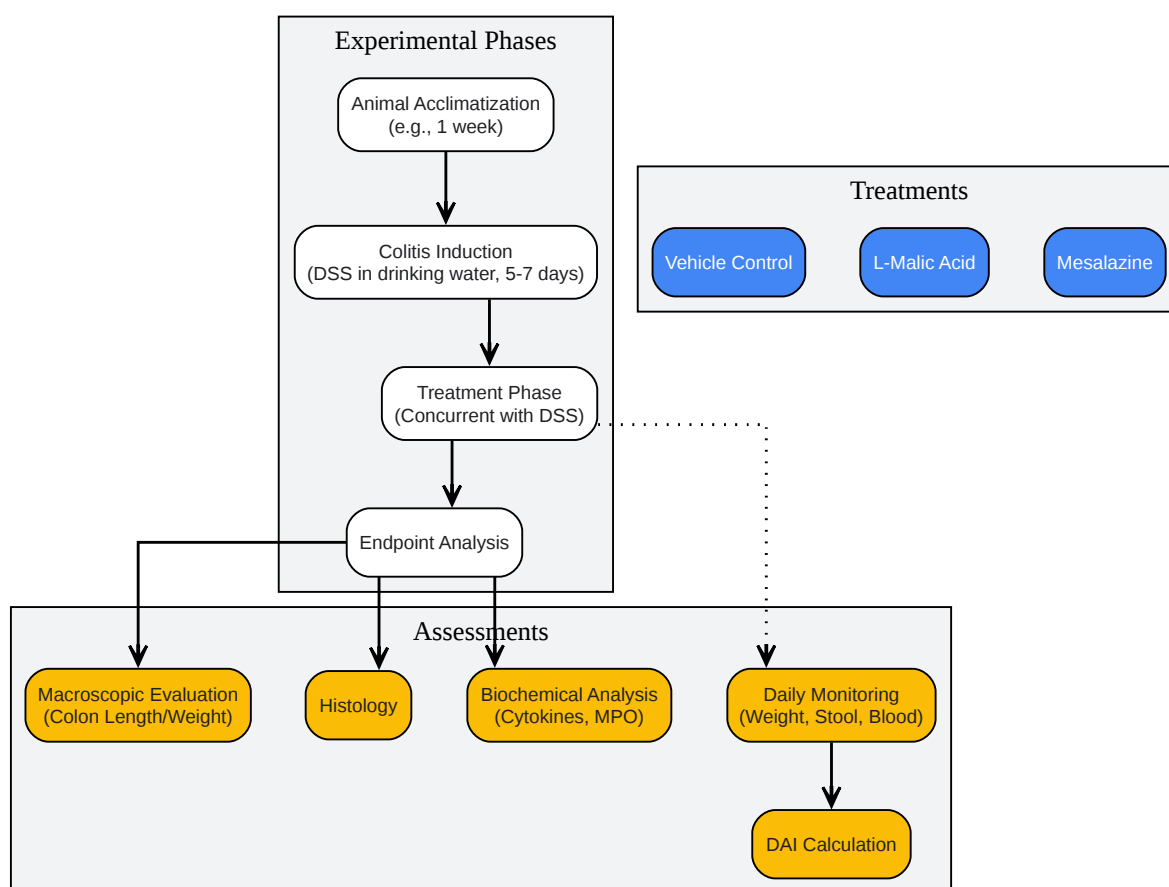 Experimental Phases
Animal Acclimatization
(e.g., 1 week)
Colitis Induction
(DSS in drinking water, 5-7 days)
Treatment Phase
(Concurrent with DSS)
Endpoint Analysis
Treatments
Vehicle Control
L-Malic Acid
Mesalazine
Assessments
Macroscopic Evaluation
(Colon Length/Weight)
Histology
Biochemical Analysis
(Cytokines, MPO)
Daily Monitoring
(Weight, Stool, Blood)
DAI Calculation